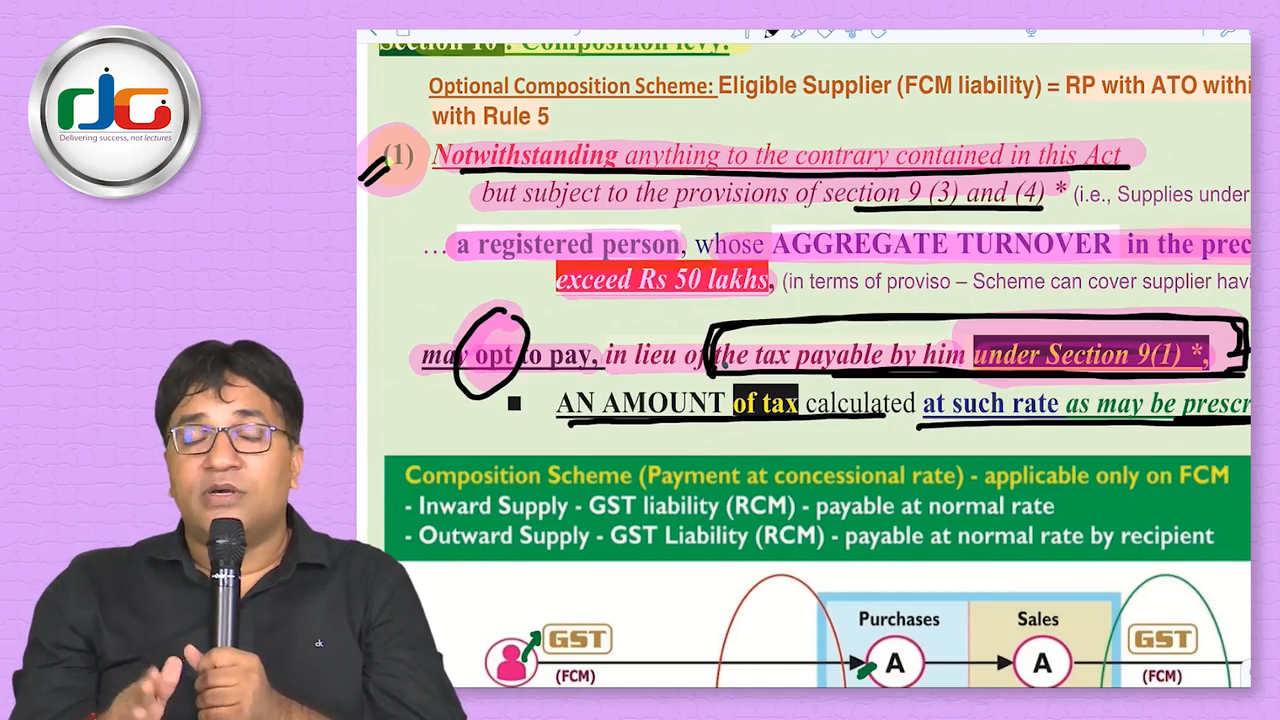 Delivering success, not lectures
Section 10 : Composition levy:
Optional Composition Scheme: Eligible Supplier (FCM liability) = RP with ATO withi
with Rule 5
(1) Notwithstanding anything to the contrary contained in this Act
but subject to the provisions of section 9 (3) and (4) * (i.e., Supplies under
… a registered person, whose AGGREGATE TURNOVER in the prec
exceed Rs 50 lakhs, (in terms of proviso – Scheme can cover supplier havi
may opt to pay, in lieu of the tax payable by him under Section 9(1) *,
■ AN AMOUNT of tax calculated at such rate as may be prescr
Composition Scheme (Payment at concessional rate) - applicable only on FCM
- Inward Supply - GST liability (RCM) - payable at normal rate
- Outward Supply - GST Liability (RCM) - payable at normal rate by recipient
Purchases Sales
GST A A GST
(FCM) (FCM)